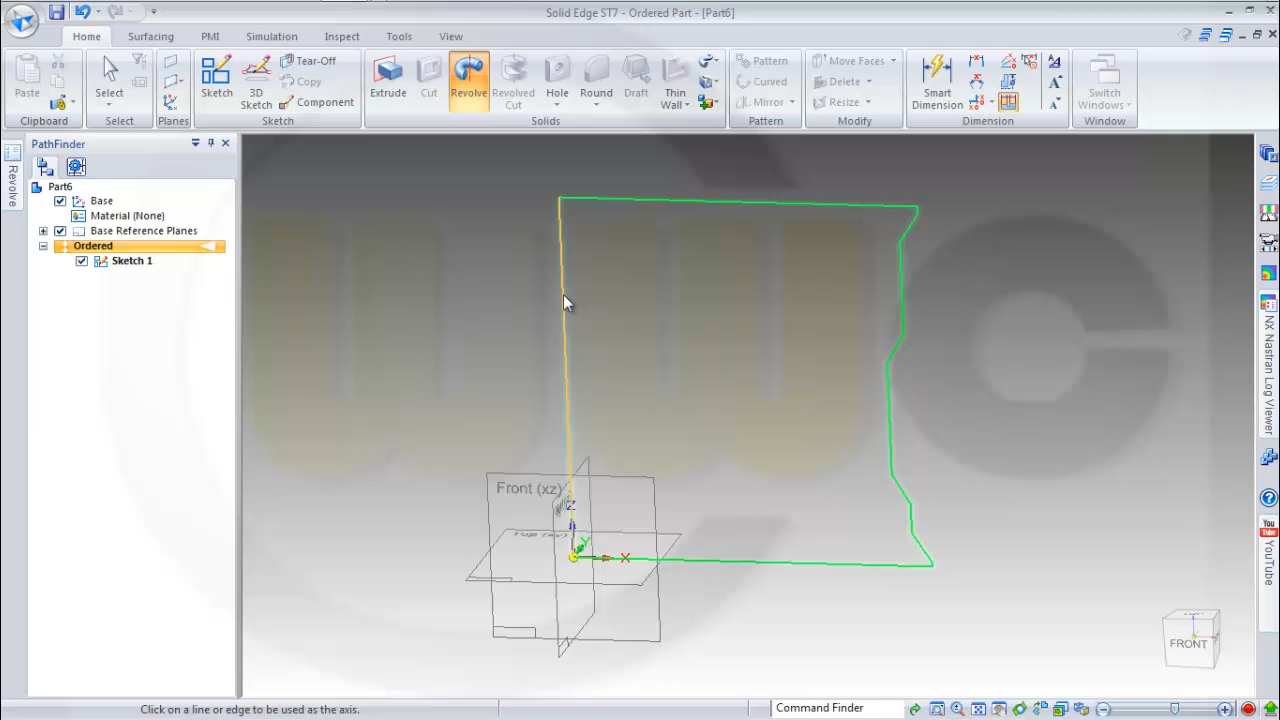 Solid Edge ST7 - Ordered Part - [Part6]
Home Surfacing PMI Simulation Inspect Tools View
Paste
Clipboard
Select
Select
Planes
Sketch
3D Sketch
Tear-Off
Copy
Component
Sketch
Extrude
Cut
Revolve
Revolved Cut
Hole
Round
Draft
Thin Wall
Solids
Pattern
Curved
Mirror
Pattern
Move Faces
Delete
Resize
Modify
Smart Dimension
Dimension
Switch Windows
Window
PathFinder
Revolve
Part6
Base
Material (None)
Base Reference Planes
Ordered
Sketch 1
Front (xz)
Z
Y
X
FRONT
NX Nastran Log Viewer
YouTube
Click on a line or edge to be used as the axis.
Command Finder